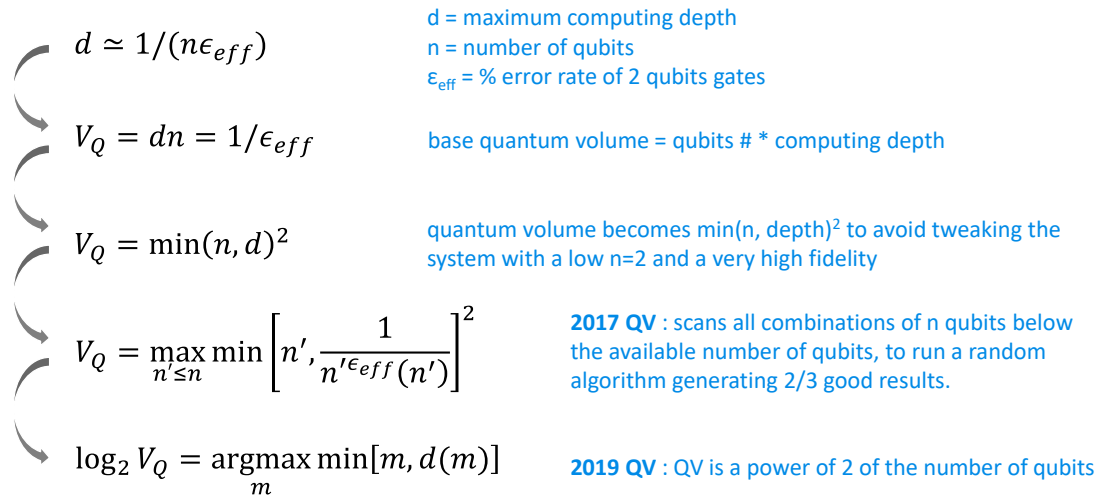 d ≃ 1/(nϵ_eff)
d = maximum computing depth
n = number of qubits
ε_eff = % error rate of 2 qubits gates
V_Q = dn = 1/ϵ_eff
base quantum volume = qubits # * computing depth
V_Q = min(n, d)²
quantum volume becomes min(n, depth)² to avoid tweaking the
system with a low n=2 and a very high fidelity
V_Q = max_{n′≤n} min [n′, 1/(n′^{ϵ_eff}(n′))]²
2017 QV : scans all combinations of n qubits below
the available number of qubits, to run a random
algorithm generating 2/3 good results.
log₂ V_Q = argmax_m min[m, d(m)]
2019 QV : QV is a power of 2 of the number of qubits